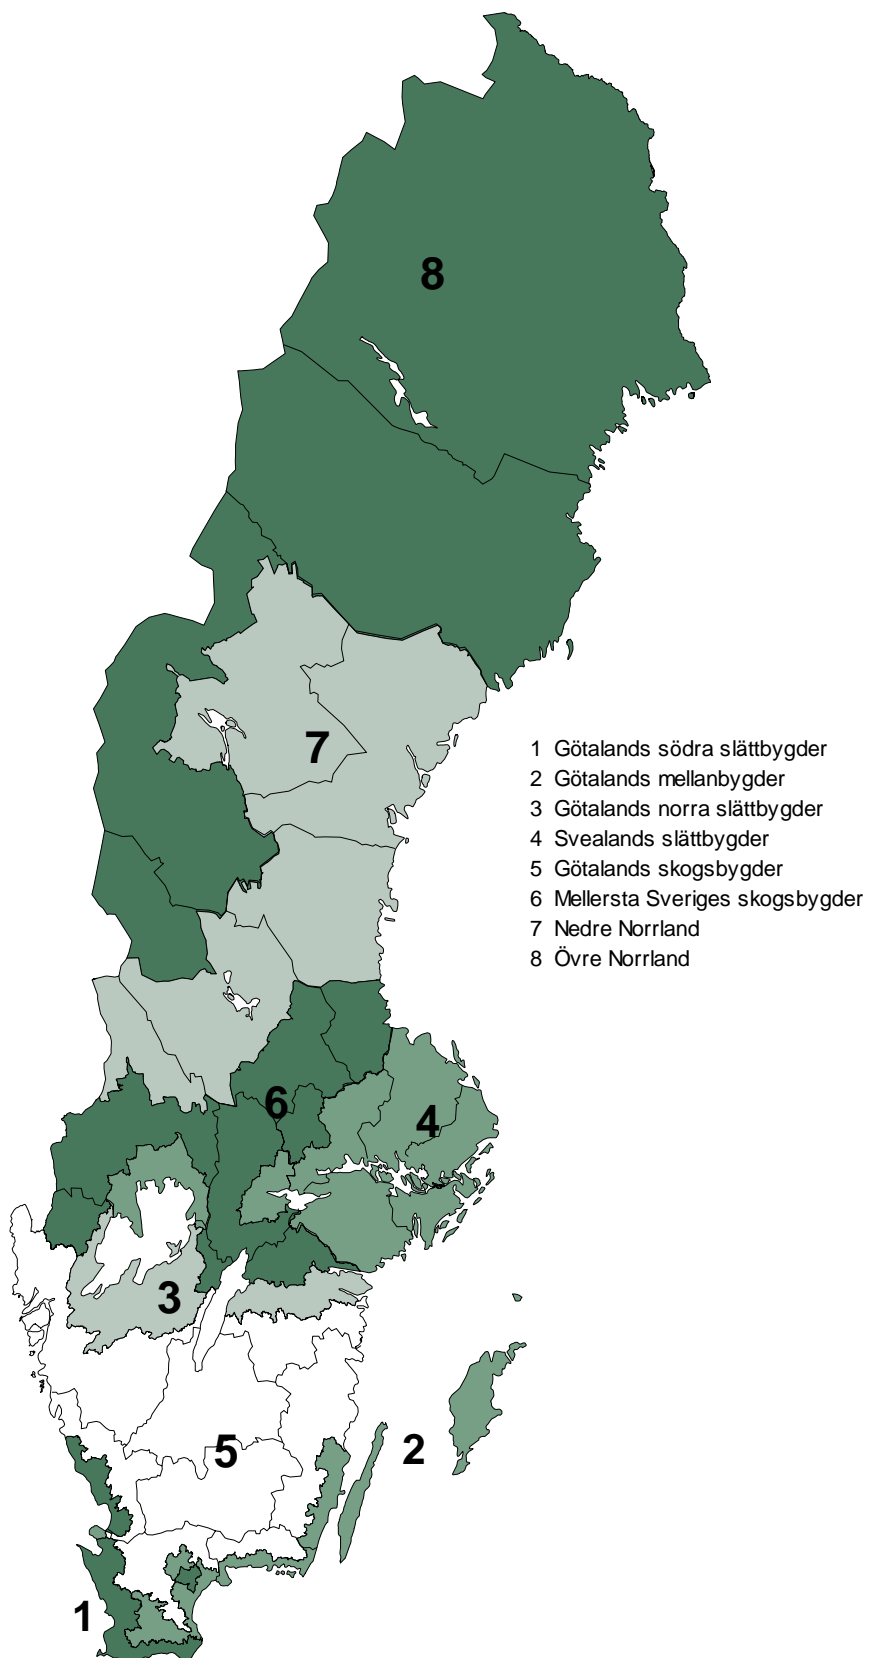 8
7
1 Götalands södra slättbygder
2 Götalands mellanbygder
3 Götalands norra slättbygder
4 Svealands slättbygder
5 Götalands skogsbygder
6 Mellersta Sveriges skogsbygder
7 Nedre Norrland
8 Övre Norrland
6
4
3
5
2
1